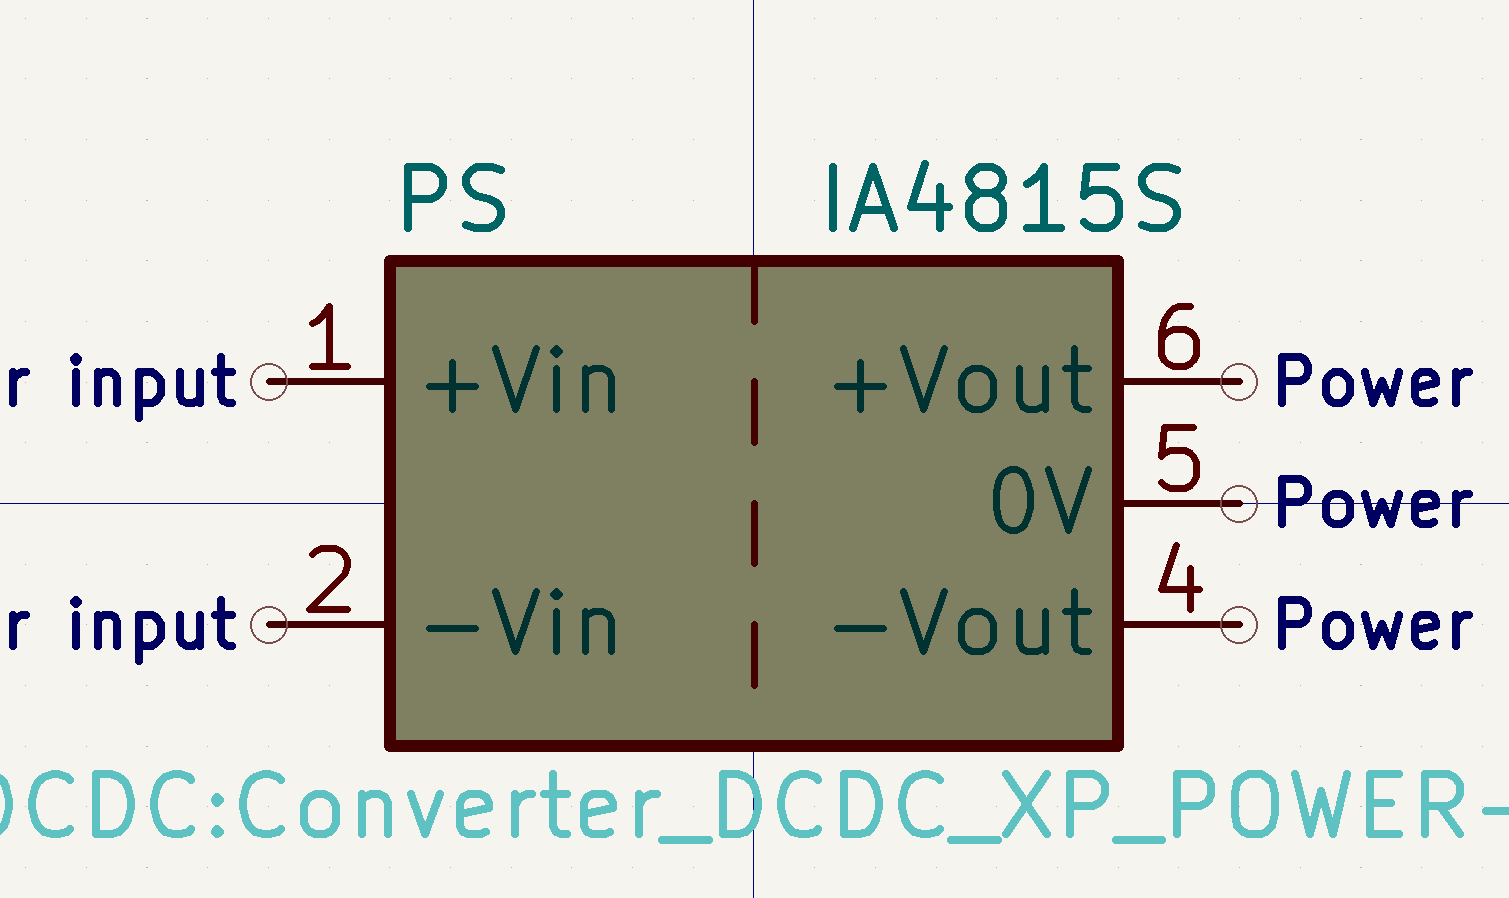 PS IA4815S
1 6
r input +Vin +Vout Power
5
0V Power
2 4
r input -Vin -Vout Power
DCDC:Converter_DCDC_XP_POWER-